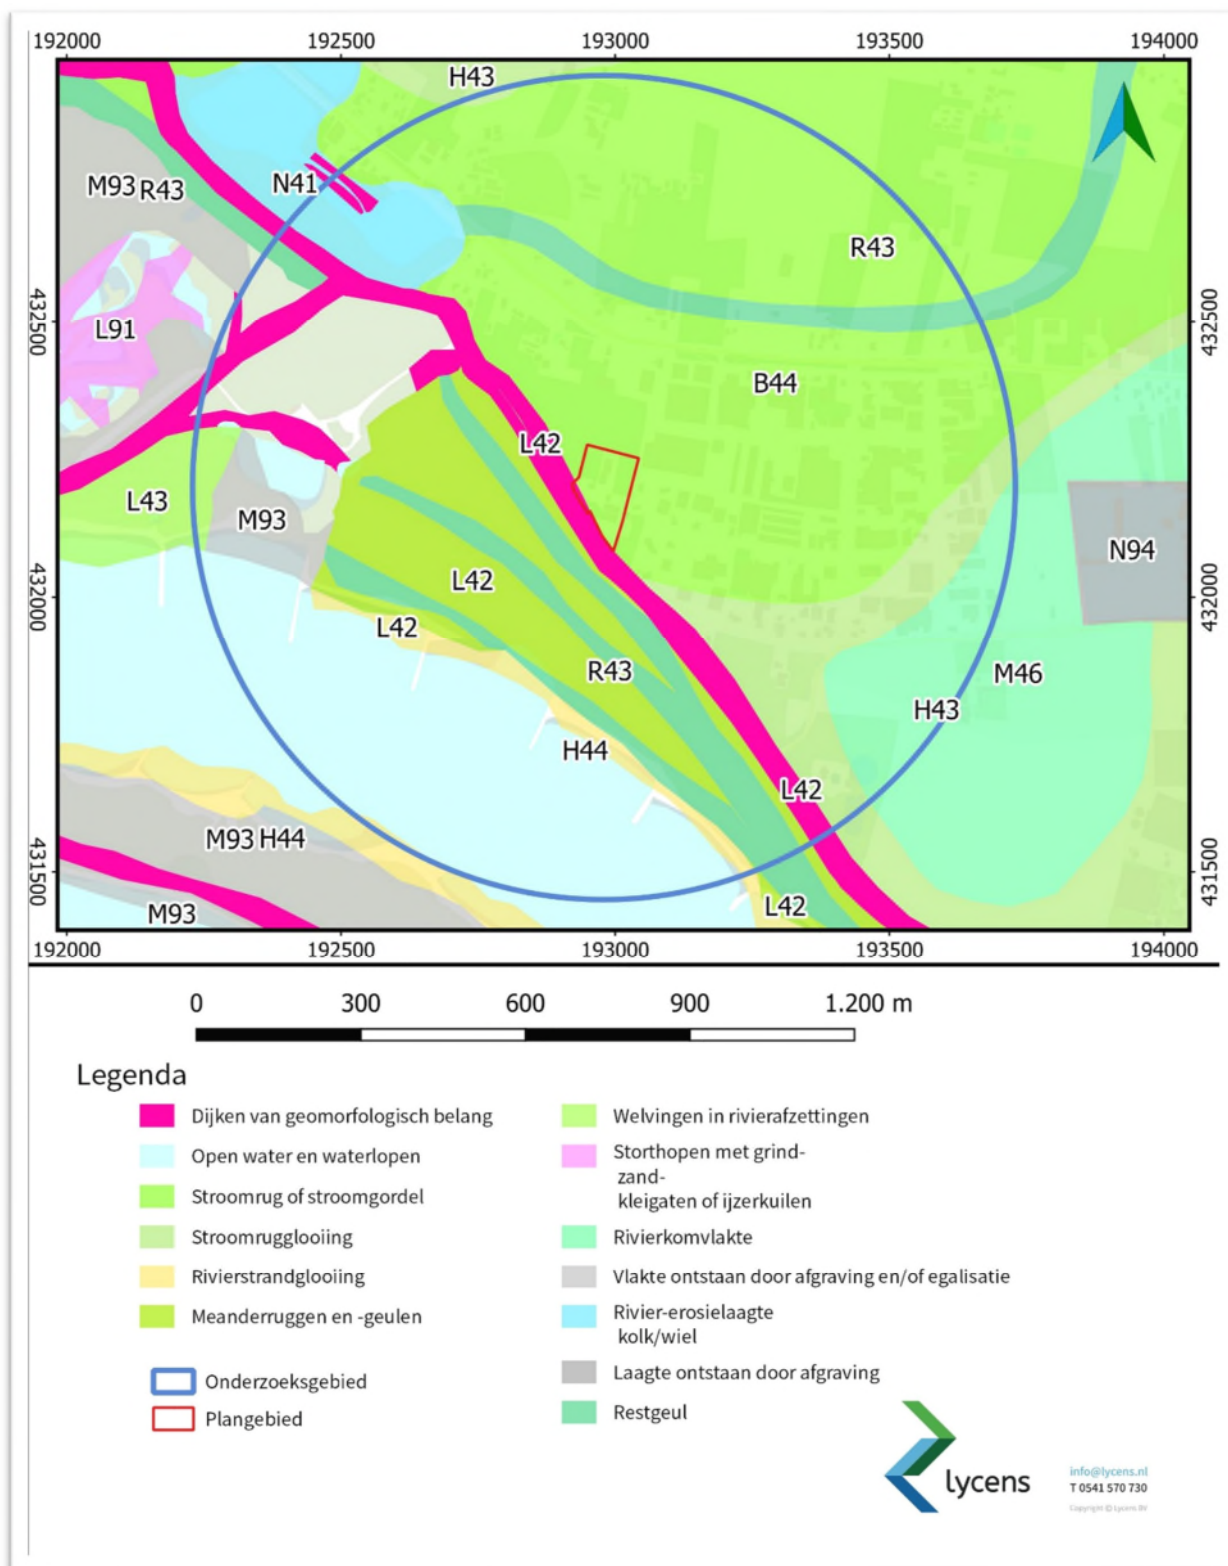 192000 192500 193000 193500 194000
H43
M93 R43
N41
R43
432500
432500
L91
B44
L42
L43
M93
N94
432000
432000
L42
L42
R43
M46
H43
H44
L42
M93 H44
431500
431500
M93
L42
192000 192500 193000 193500 194000
0 300 600 900 1.200 m
Legenda
Dijken van geomorfologisch belang
Open water en waterlopen
Stroomrug of stroomgordel
Stroomrugglooiing
Rivierstrandglooiing
Meanderruggen en -geulen
Onderzoeksgebied
Plangebied
Welvingen in rivierafzettingen
Storthopen met grind-
zand-
kleigaten of ijzerkuilen
Rivierkomvlakte
Vlakte ontstaan door afgraving en/of egalisatie
Rivier-erosielaagte
kolk/wiel
Laagte ontstaan door afgraving
Restgeul
lycens
info@lycens.nl
T 0541 570 730
Copyright © Lycens BV